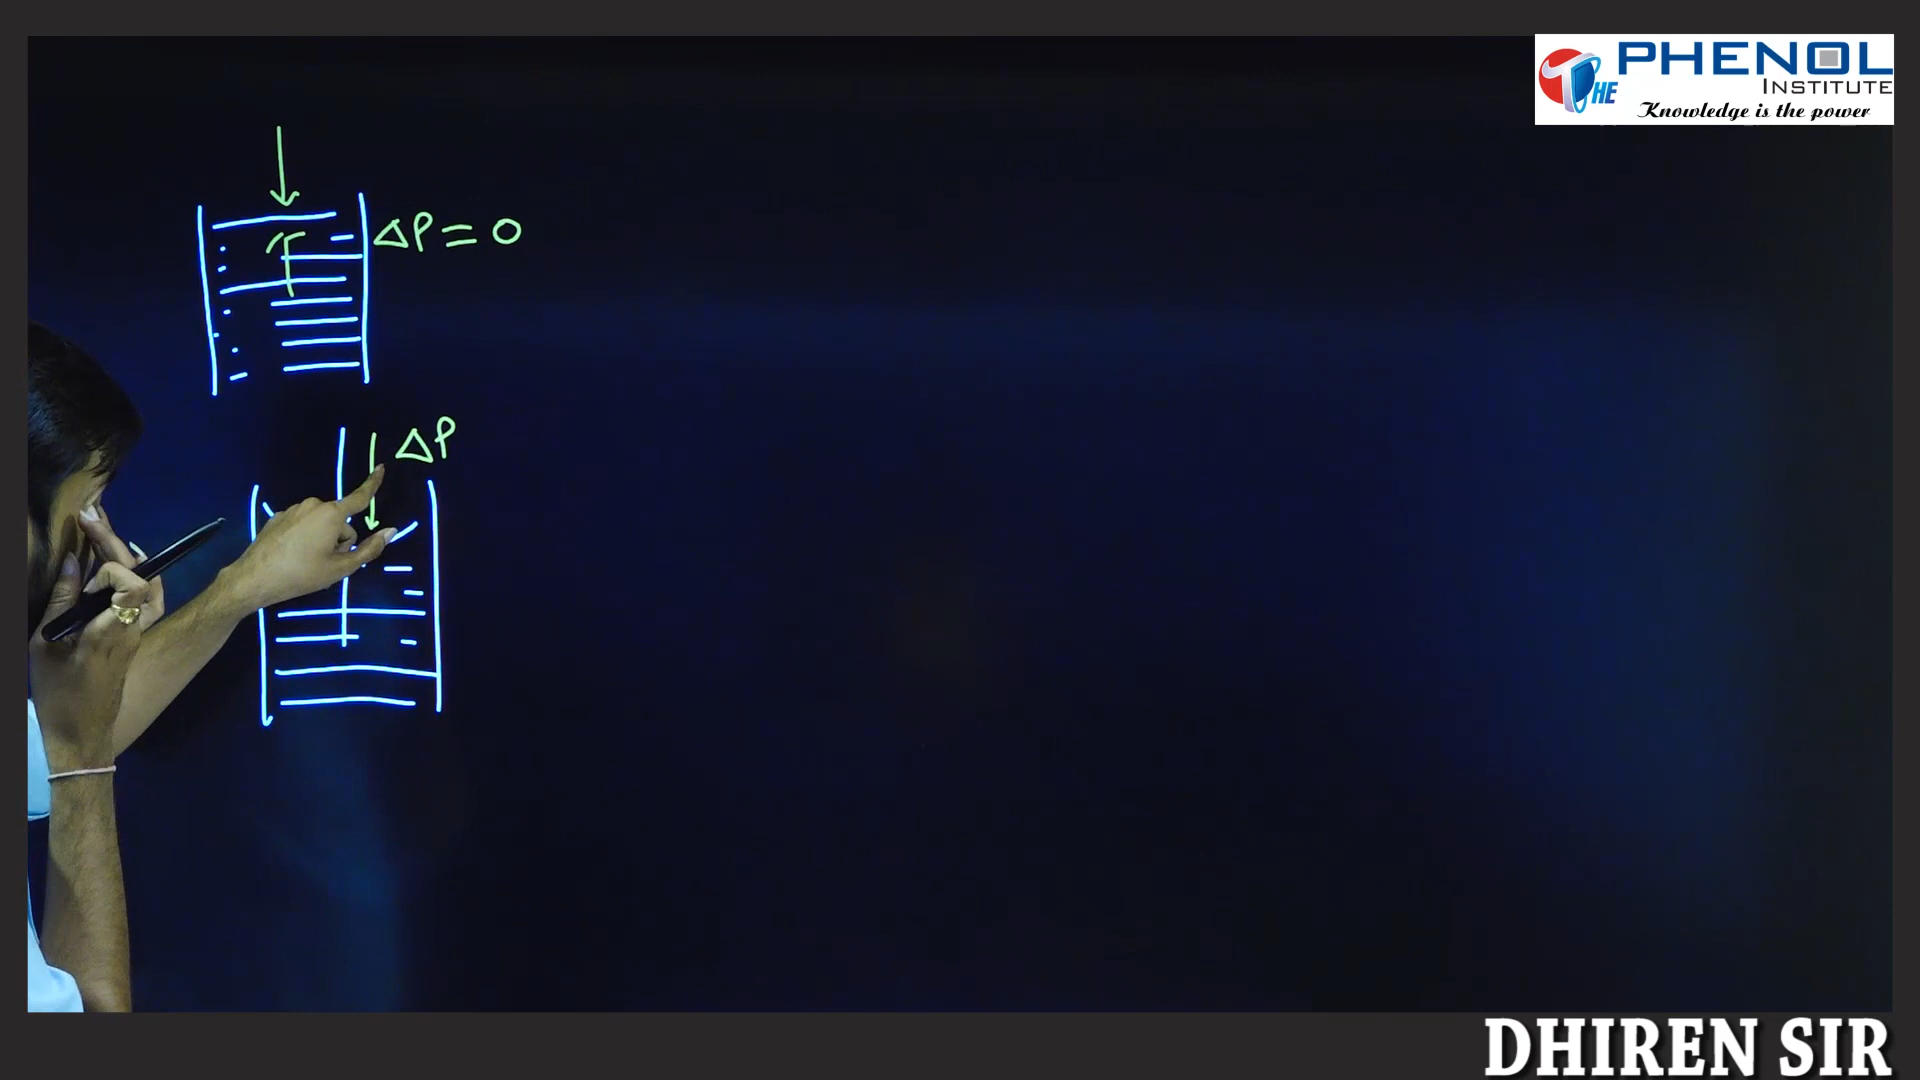 THE PHENOL
INSTITUTE
Knowledge is the power
ΔP = 0
ΔP
DHIREN SIR